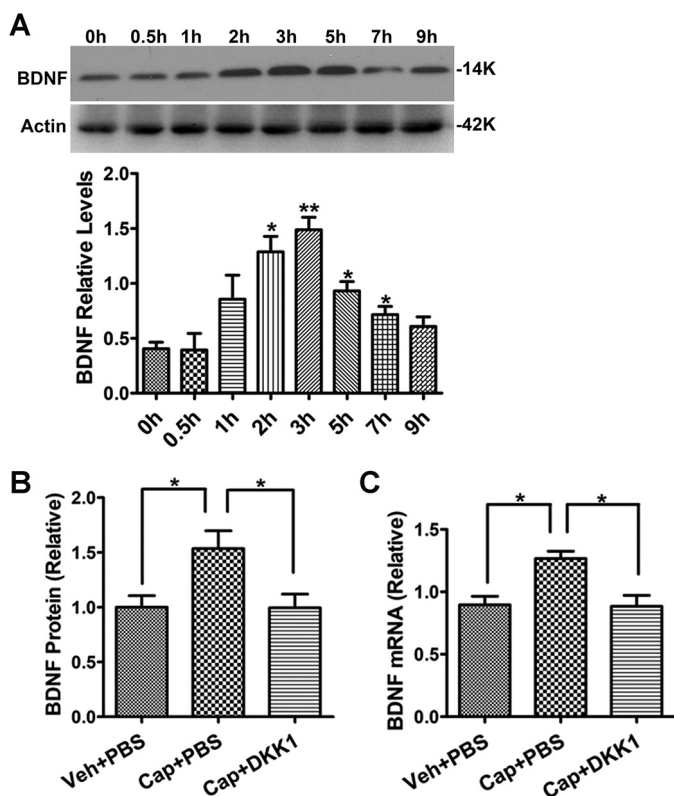 A
0h 0.5h 1h 2h 3h 5h 7h 9h
BDNF -14K
Actin -42K
BDNF Relative Levels
2.0
1.5
1.0
0.5
0.0
* ** * *
0h 0.5h 1h 2h 3h 5h 7h 9h
B
BDNF Protein (Relative)
2.0
1.5
1.0
0.5
0.0
* *
Veh+PBS Cap+PBS Cap+DKK1
C
BDNF mRNA (Relative)
1.5
1.0
0.5
0.0
* *
Veh+PBS Cap+PBS Cap+DKK1